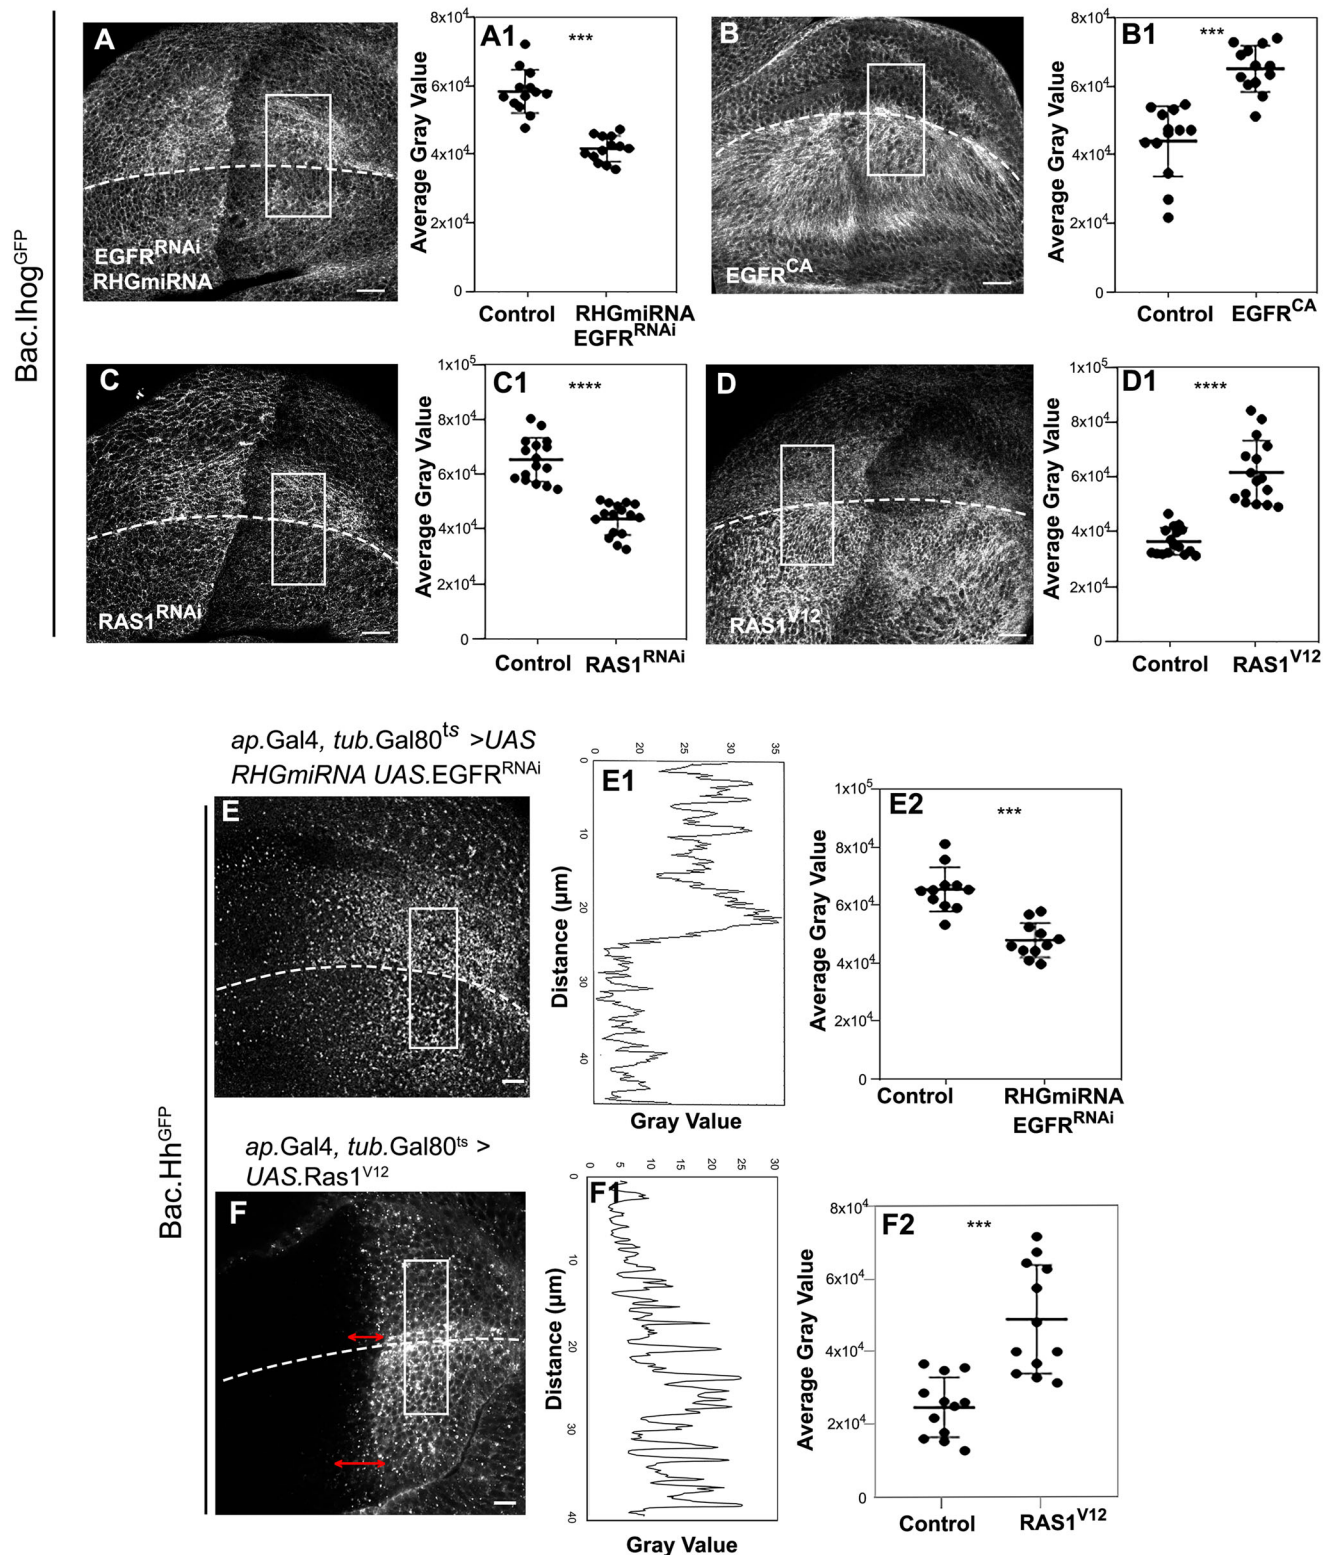 Bac.Ihog^GFP
A
EGFR^RNAi
RHGmiRNA
A1
***
Average Gray Value
8x10^4
6x10^4
4x10^4
2x10^4
0
Control
RHGmiRNA
EGFR^RNAi
B
EGFR^CA
B1
***
Average Gray Value
8x10^4
6x10^4
4x10^4
2x10^4
0
Control EGFR^CA
C
RAS1^RNAi
C1
****
Average Gray Value
1x10^5
8x10^4
6x10^4
4x10^4
2x10^4
0
Control RAS1^RNAi
D
RAS1^V12
D1
****
Average Gray Value
1x10^5
8x10^4
6x10^4
4x10^4
2x10^4
0
Control RAS1^V12
Bac.Hh^GFP
ap.Gal4, tub.Gal80^ts >UAS
RHGmiRNA UAS.EGFR^RNAi
E
E1
0 20 25 30 35
0
10
20
30
40
Distance (µm)
Gray Value
E2
***
Average Gray Value
1x10^5
8x10^4
6x10^4
4x10^4
2x10^4
0
Control
RHGmiRNA
EGFR^RNAi
ap.Gal4, tub.Gal80^ts >
UAS.Ras1^V12
F
F1
0 5 10 15 20 25 30
0
10
20
30
40
Distance (µm)
Gray Value
F2
***
Average Gray Value
8x10^4
6x10^4
4x10^4
2x10^4
0
Control RAS1^V12